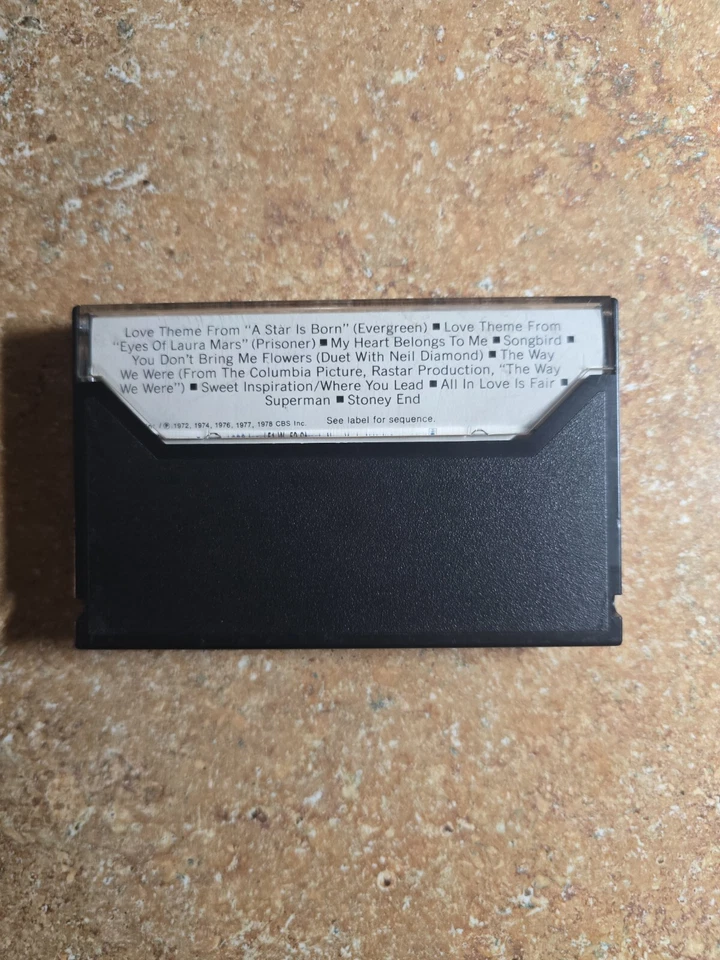 Love Theme From "A Star Is Born" (Evergreen) ■ Love Theme From
"Eyes Of Laura Mars" (Prisoner) ■ My Heart Belongs To Me ■ Songbird ■
You Don't Bring Me Flowers (Duet With Neil Diamond) ■ The Way
We Were (From The Columbia Picture, Rastar Production, "The Way
We Were") ■ Sweet Inspiration/Where You Lead ■ All In Love Is Fair ■
Superman ■ Stoney End
/ ℗ 1972, 1974, 1976, 1977, 1978 CBS Inc. See label for sequence.